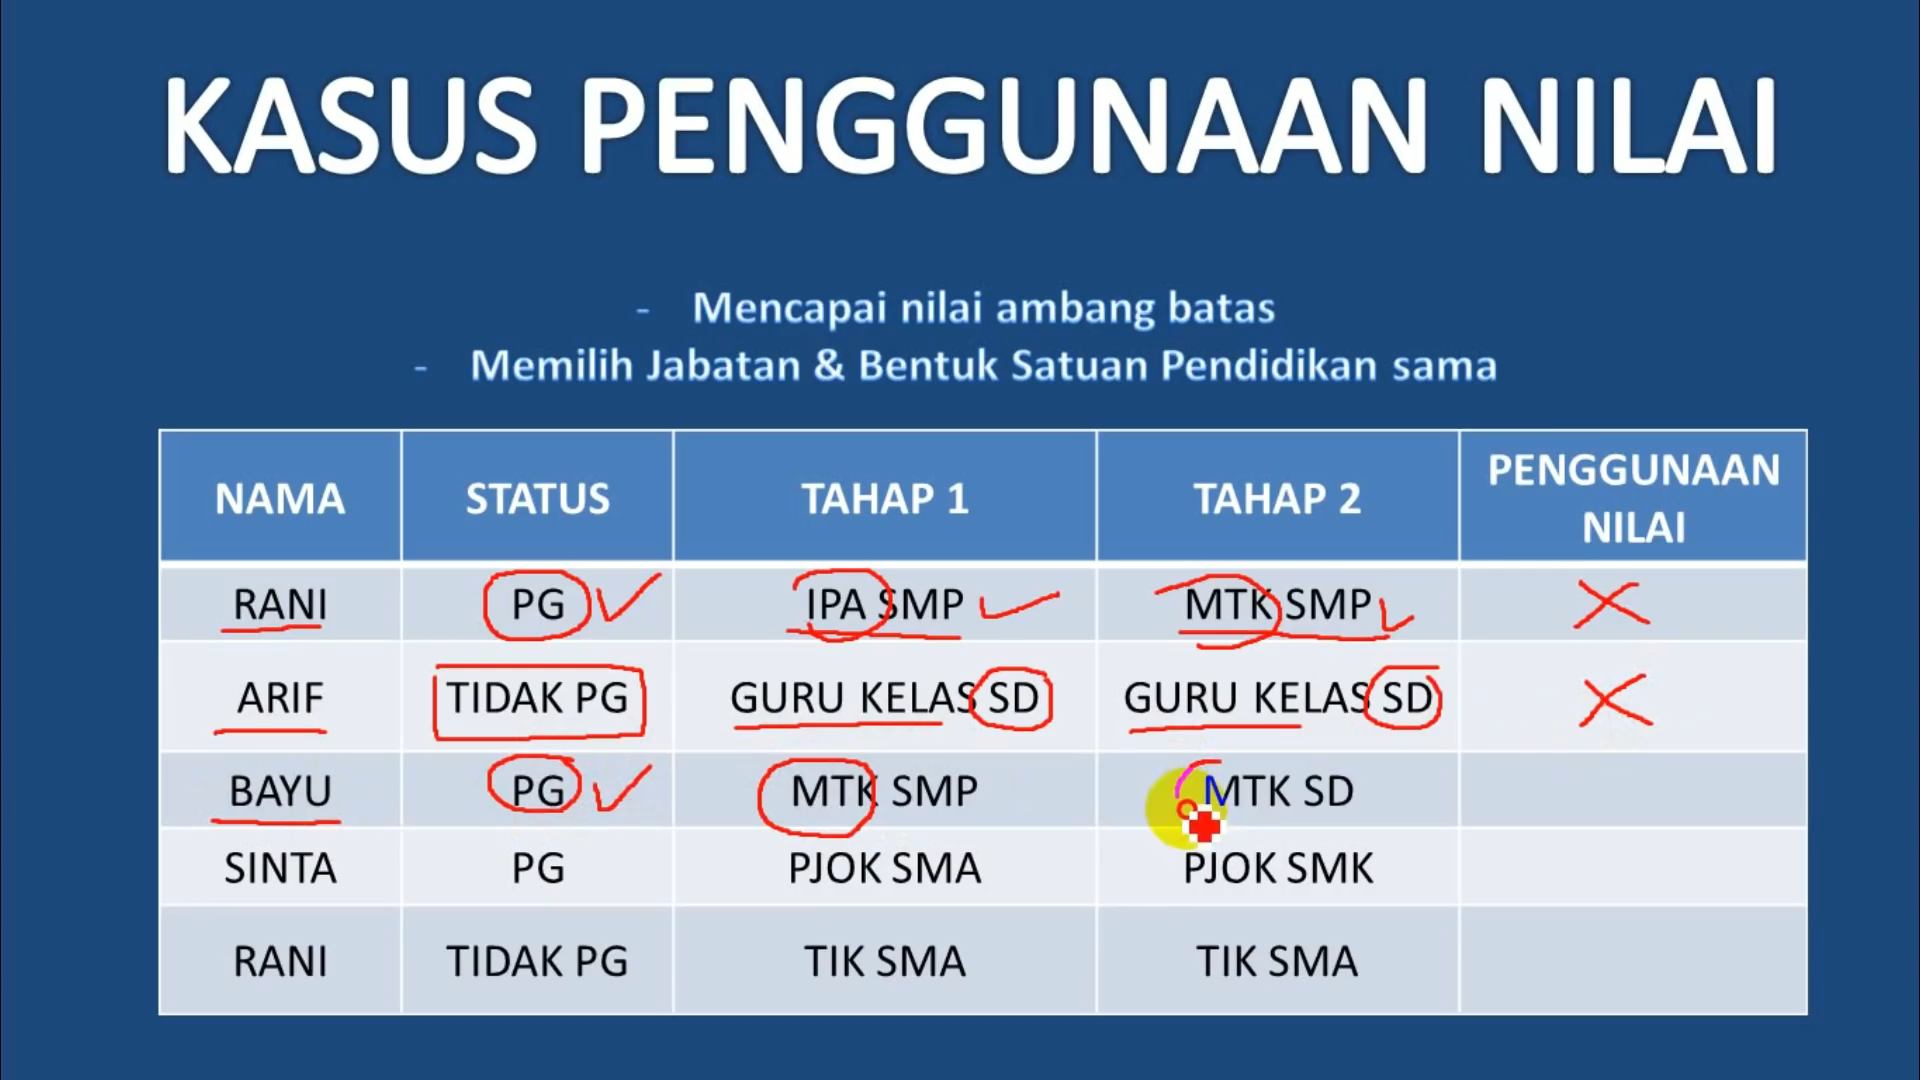 KASUS PENGGUNAAN NILAI
- Mencapai nilai ambang batas
- Memilih Jabatan & Bentuk Satuan Pendidikan sama
NAMA STATUS TAHAP 1 TAHAP 2 PENGGUNAAN NILAI
RANI PG IPA SMP MTK SMP
ARIF TIDAK PG GURU KELAS SD GURU KELAS SD
BAYU PG MTK SMP MTK SD
SINTA PG PJOK SMA PJOK SMK
RANI TIDAK PG TIK SMA TIK SMA